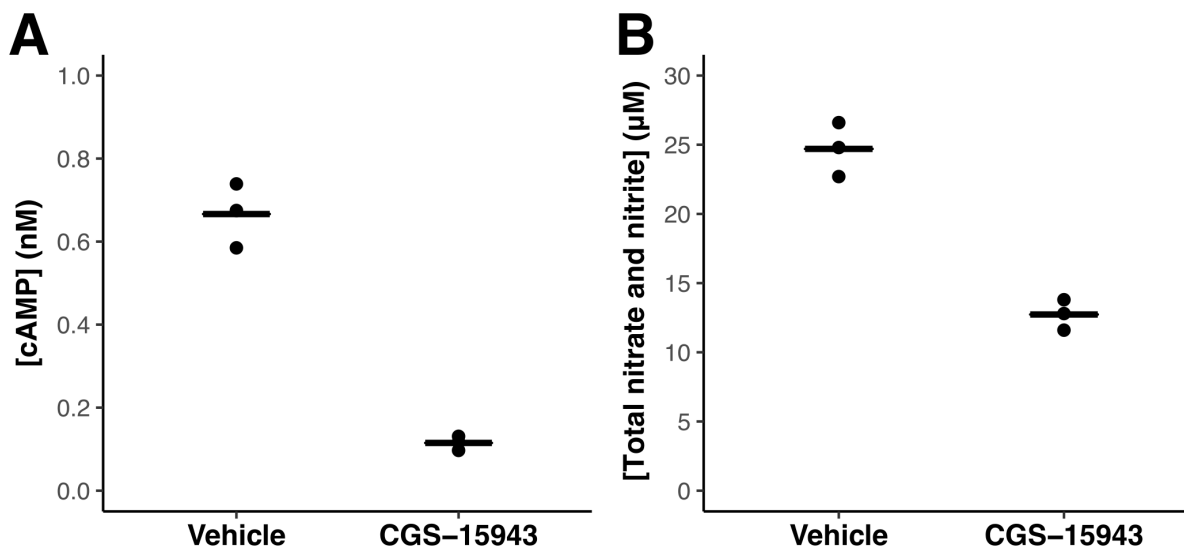 A
[cAMP] (nM)
1.0
0.8
0.6
0.4
0.2
0.0
Vehicle CGS–15943
B
[Total nitrate and nitrite] (µM)
30
25
20
15
10
5
0
Vehicle CGS–15943